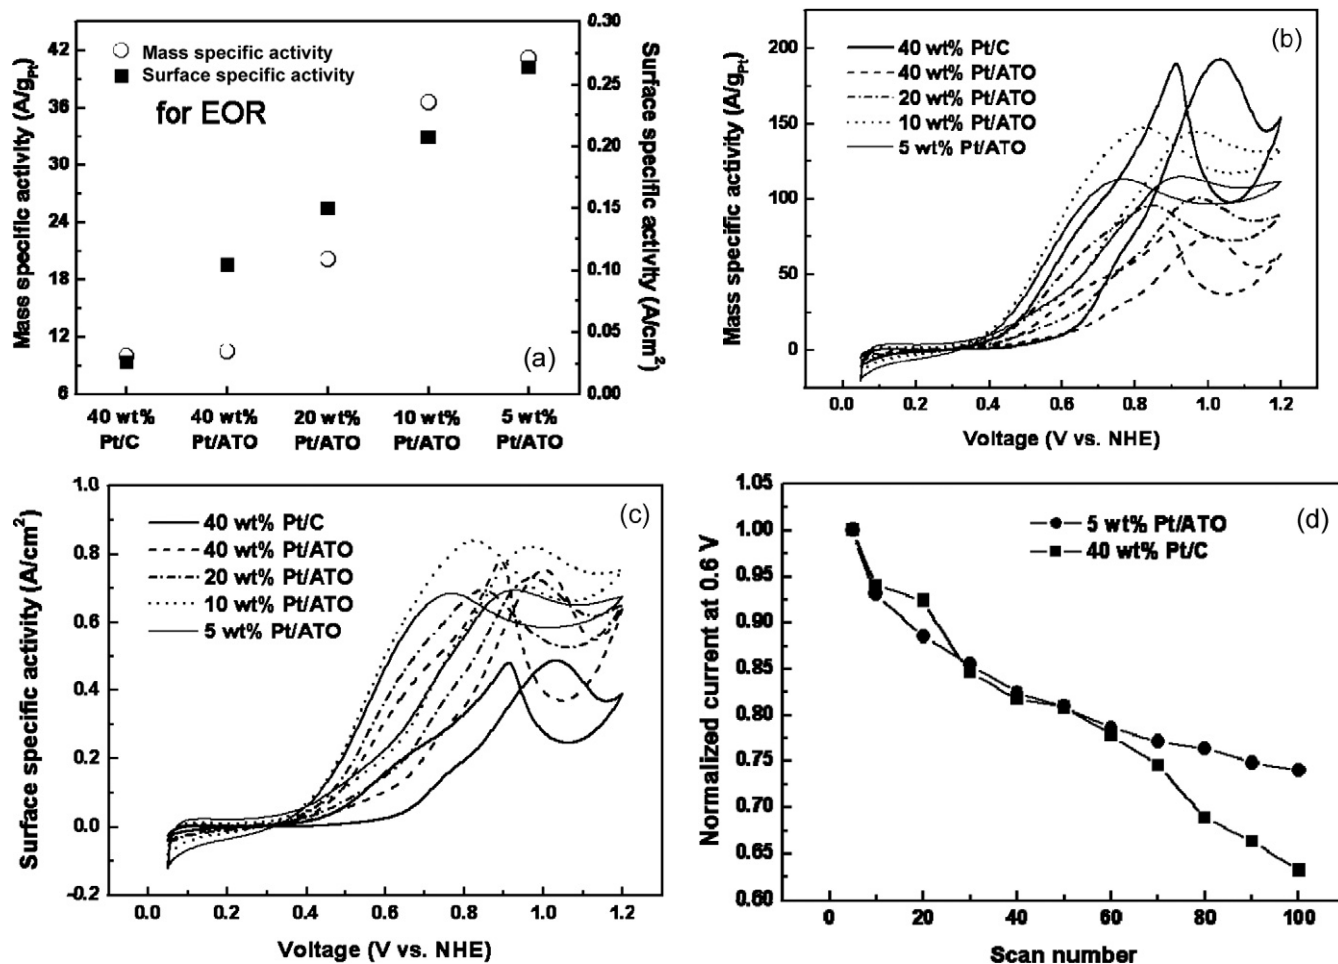 Mass specific activity (A/gPt)
42
36
30
24
18
12
6
Mass specific activity
Surface specific activity
for EOR
(a)
0.30
0.25
0.20
0.15
0.10
0.05
0.00
Surface specific activity (A/cm²)
40 wt% 40 wt% 20 wt% 10 wt% 5 wt%
Pt/C Pt/ATO Pt/ATO Pt/ATO Pt/ATO
Mass specific activity (A/gPt)
200
150
100
50
0
40 wt% Pt/C
40 wt% Pt/ATO
20 wt% Pt/ATO
10 wt% Pt/ATO
5 wt% Pt/ATO
(b)
0.0 0.2 0.4 0.6 0.8 1.0 1.2
Voltage (V vs. NHE)
Surface specific activity (A/cm²)
1.0
0.8
0.6
0.4
0.2
0.0
-0.2
40 wt% Pt/C
40 wt% Pt/ATO
20 wt% Pt/ATO
10 wt% Pt/ATO
5 wt% Pt/ATO
(c)
0.0 0.2 0.4 0.6 0.8 1.0 1.2
Voltage (V vs. NHE)
Normalized current at 0.6 V
1.05
1.00
0.95
0.90
0.85
0.80
0.75
0.70
0.65
0.60
5 wt% Pt/ATO
40 wt% Pt/C
(d)
0 20 40 60 80 100
Scan number